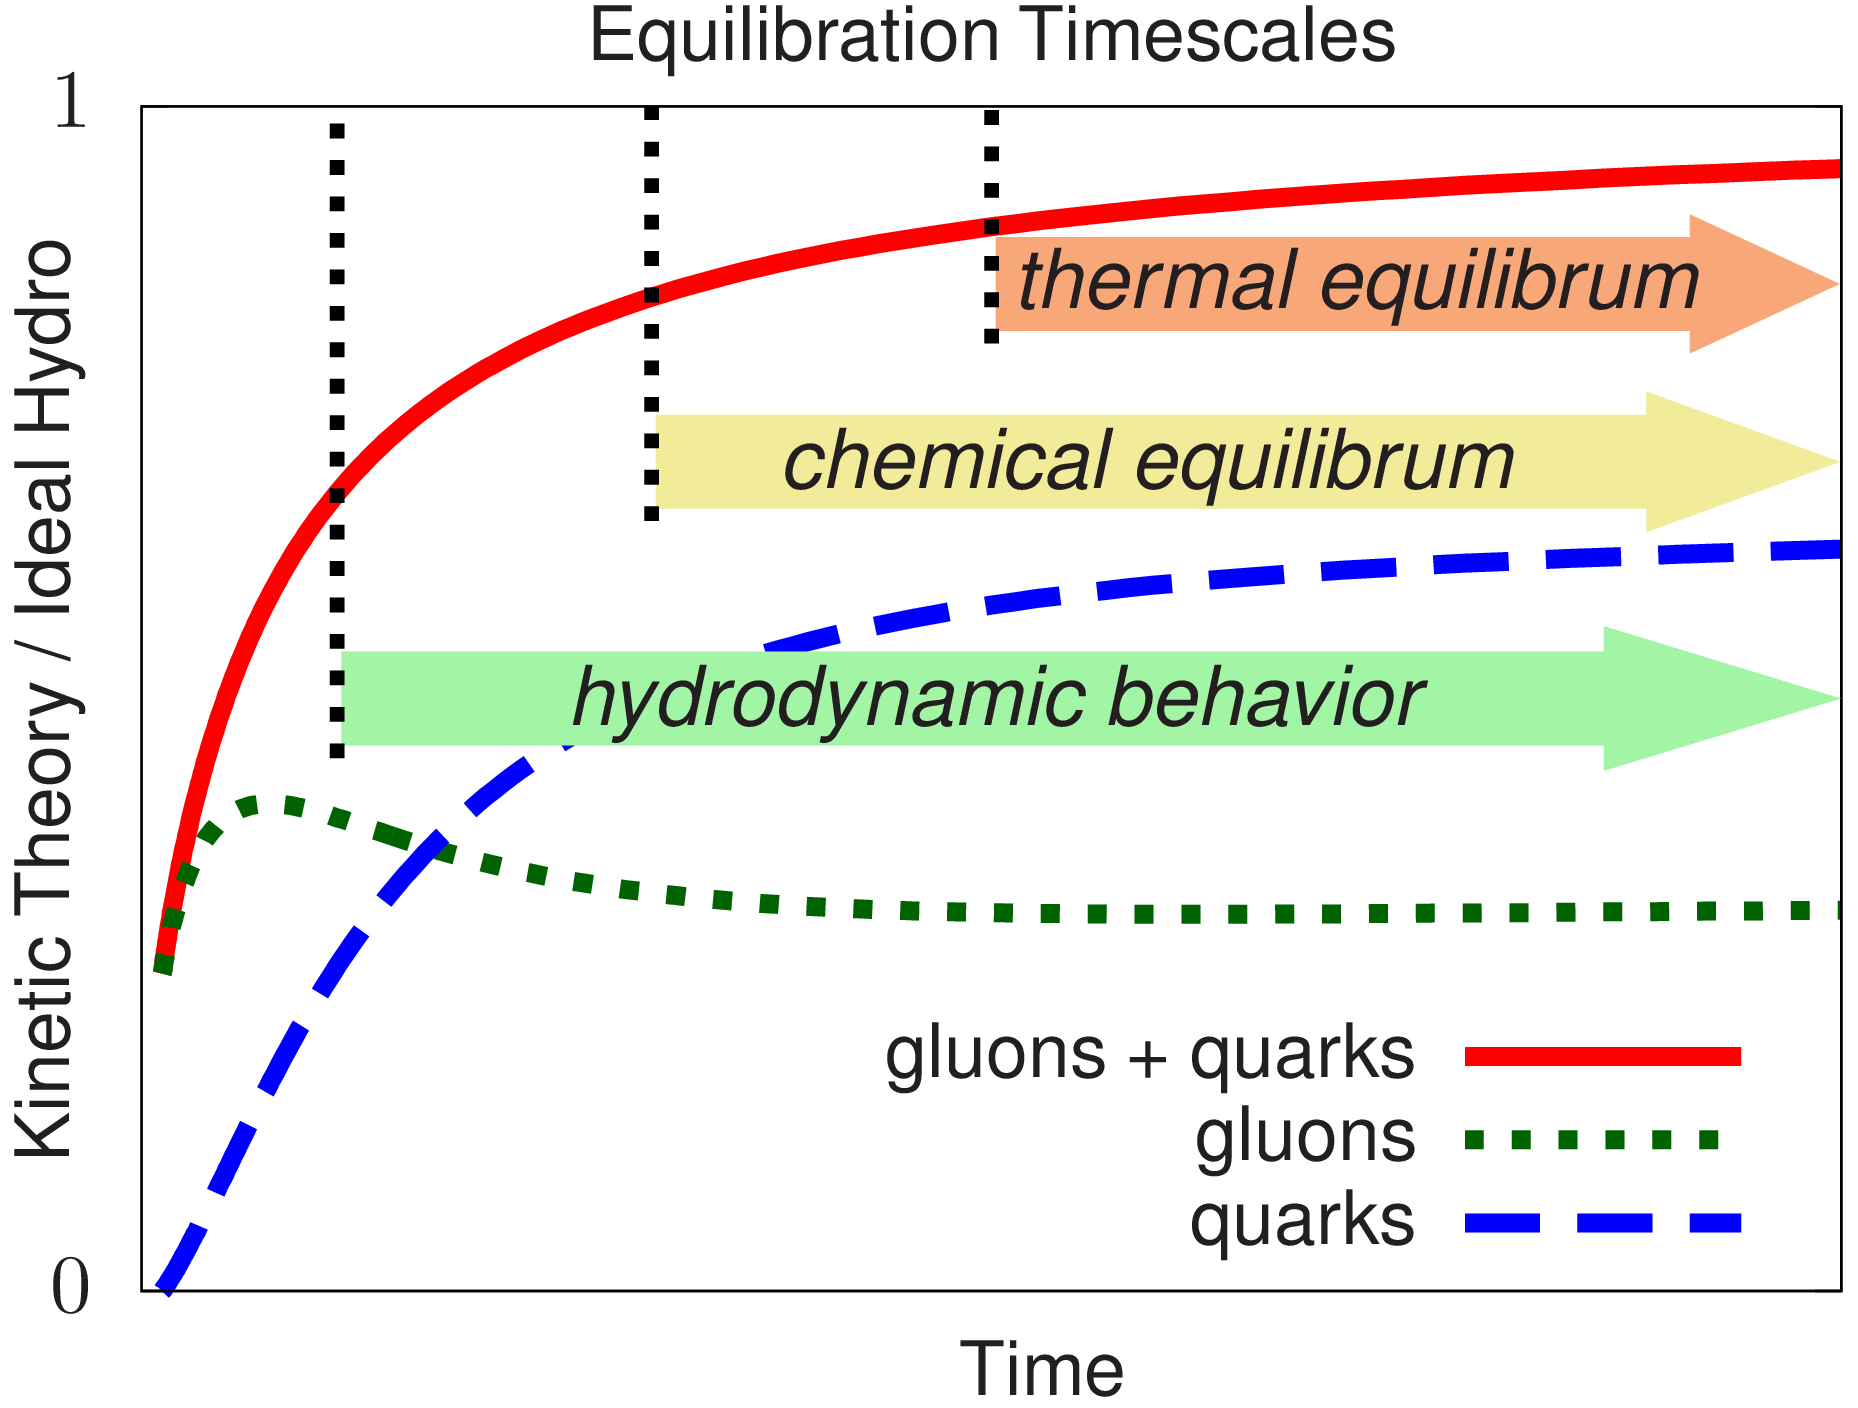 Equilibration Timescales
1
Kinetic Theory / Ideal Hydro
thermal equilibrum
chemical equilibrum
hydrodynamic behavior
gluons + quarks
gluons
quarks
0
Time